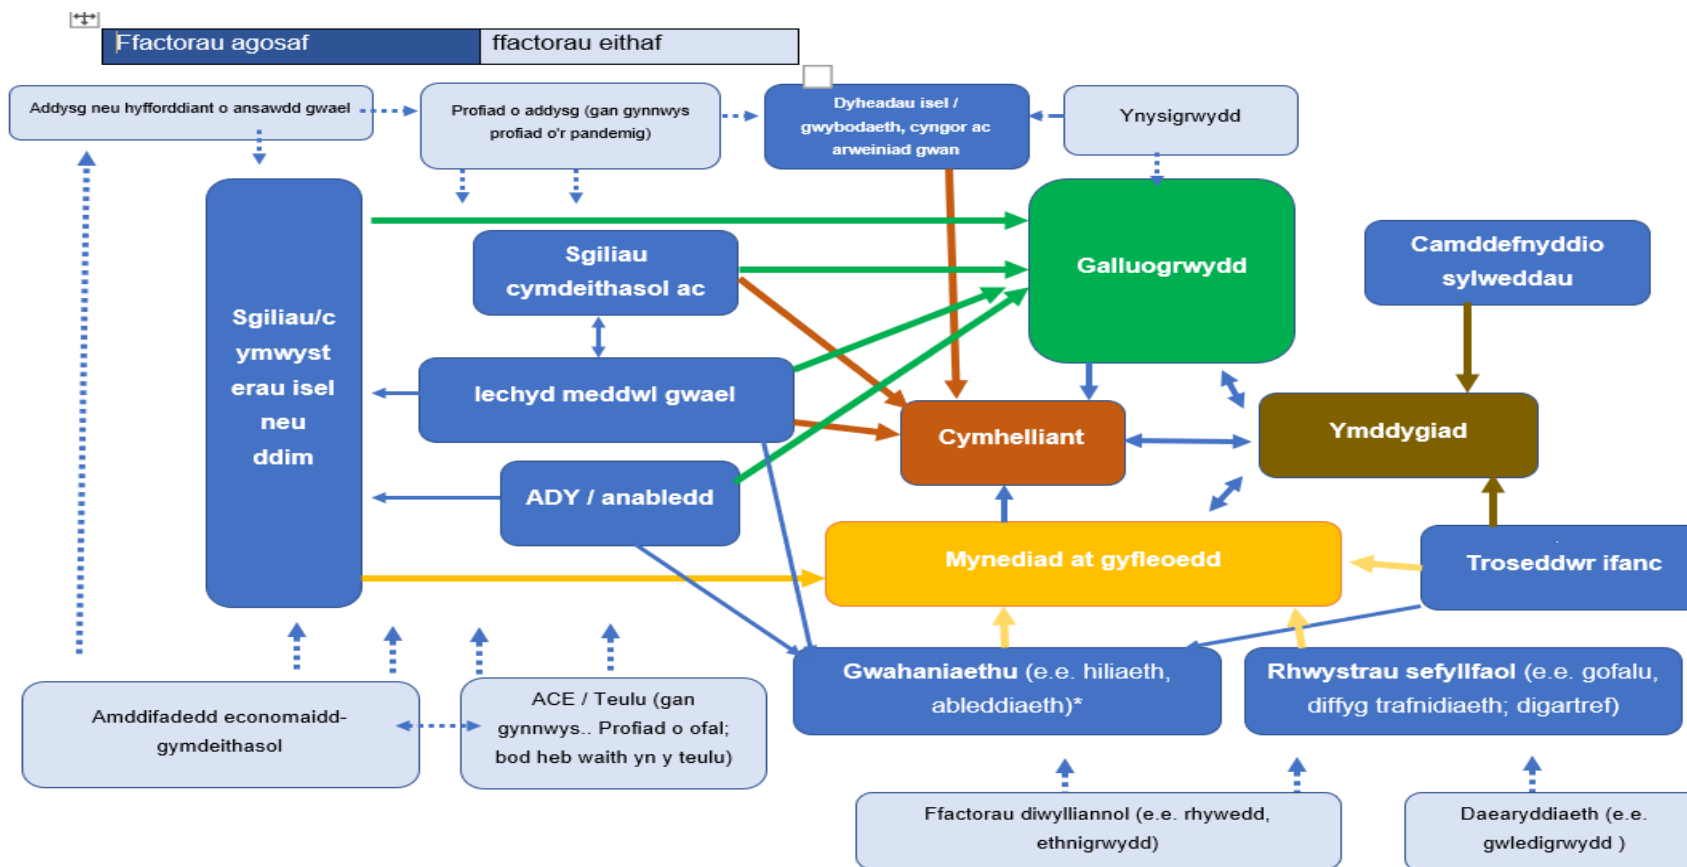 Ffactorau agosaf
ffactorau eithaf
Addysg neu hyfforddiant o ansawdd gwael
Profiad o addysg (gan gynnwys
profiad o'r pandemig)
Dyheadau isel /
gwybodaeth, cyngor ac
arweiniad gwan
Ynysigrwydd
Sgiliau/c
ymwyst
erau isel
neu
ddim
Sgiliau
cymdeithasol ac
Galluogrwydd
Camddefnyddio
sylweddau
Iechyd meddwl gwael
Cymhelliant
Ymddygiad
ADY / anabledd
Mynediad at gyfleoedd
Troseddwr ifanc
Amddifadedd economaidd-
gymdeithasol
ACE / Teulu (gan
gynnwys.. Profiad o ofal;
bod heb waith yn y teulu)
Gwahaniaethu (e.e. hiliaeth,
ableddiaeth)*
Rhwystrau sefyllfaol (e.e. gofalu,
diffyg trafnidiaeth; digartref)
Ffactorau diwylliannol (e.e. rhywedd,
ethnigrwydd)
Daearyddiaeth (e.e.
gwledigrwydd )